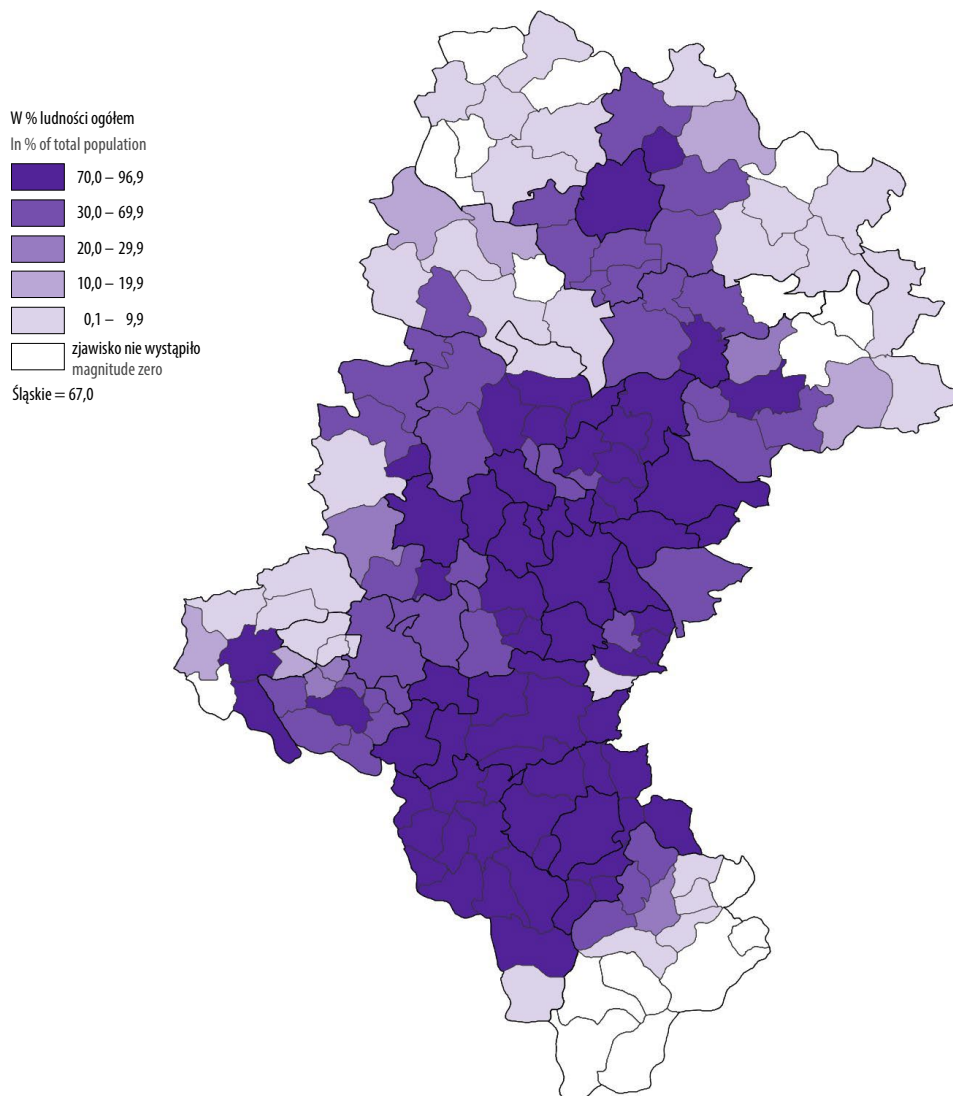 W % ludności ogółem
In % of total population
70,0 – 96,9
30,0 – 69,9
20,0 – 29,9
10,0 – 19,9
0,1 – 9,9
zjawisko nie wystąpiło
magnitude zero
Śląskie = 67,0